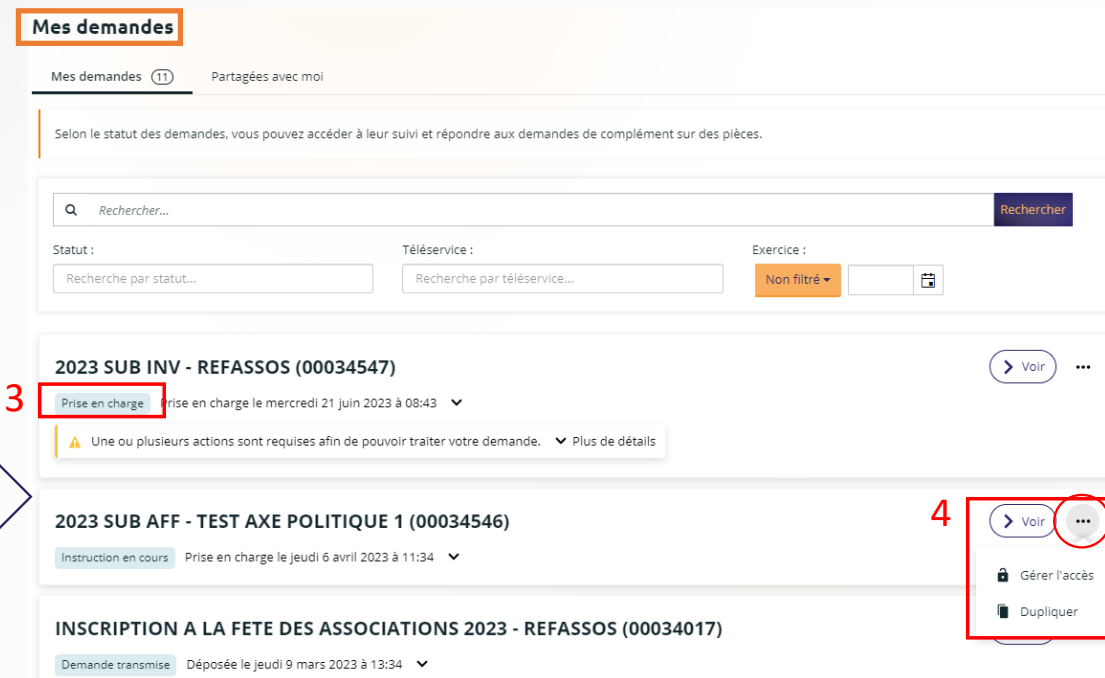 Mes demandes
Mes demandes 11 Partagées avec moi
Selon le statut des demandes, vous pouvez accéder à leur suivi et répondre aux demandes de complément sur des pièces.
Rechercher... Rechercher
Statut : Téléservice : Exercice :
Recherche par statut... Recherche par téléservice... Non filtré
2023 SUB INV - REFASSOS (00034547) Voir ...
3 Prise en charge Prise en charge le mercredi 21 juin 2023 à 08:43
Une ou plusieurs actions sont requises afin de pouvoir traiter votre demande. Plus de détails
2023 SUB AFF - TEST AXE POLITIQUE 1 (00034546) 4 Voir ...
Instruction en cours Prise en charge le jeudi 6 avril 2023 à 11:34
Gérer l'accès
Dupliquer
INSCRIPTION A LA FETE DES ASSOCIATIONS 2023 - REFASSOS (00034017)
Demande transmise Déposée le jeudi 9 mars 2023 à 13:34